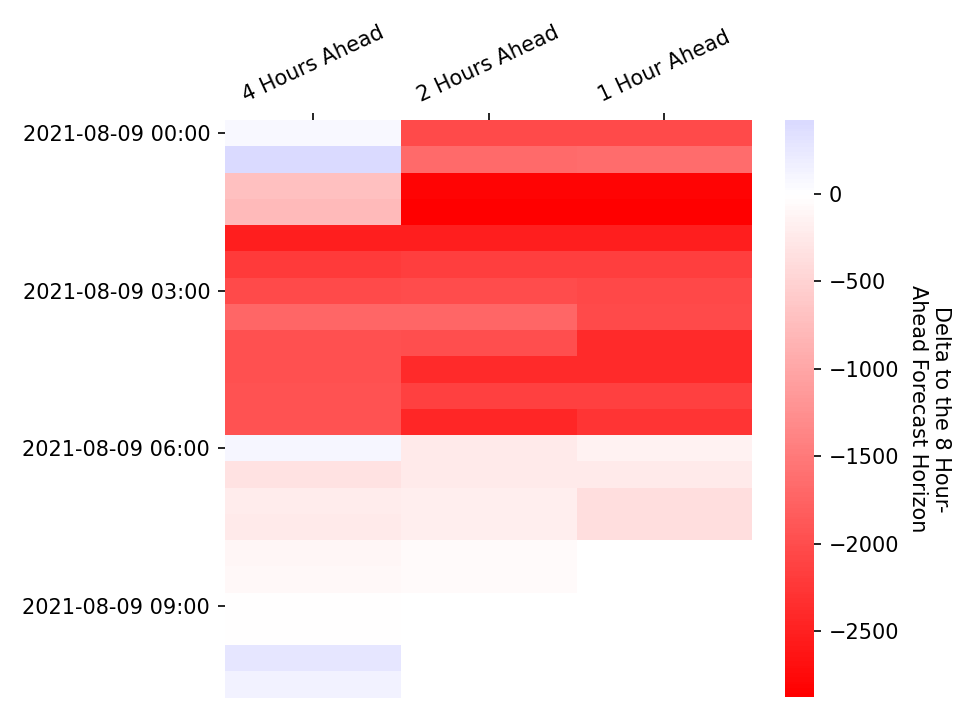 4 Hours Ahead
2 Hours Ahead
1 Hour Ahead
2021-08-09 00:00
2021-08-09 03:00
2021-08-09 06:00
2021-08-09 09:00
0
−500
−1000
−1500
−2000
−2500
Delta to the 8 Hour-
Ahead Forecast Horizon